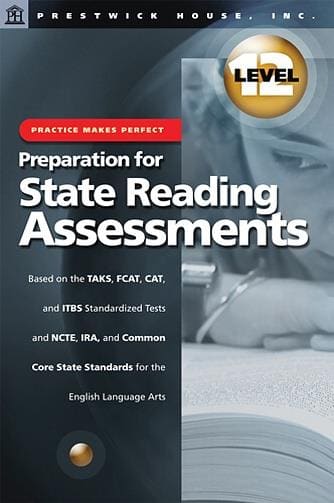 PH
PRESTWICK HOUSE, INC.
LEVEL
12
PRACTICE MAKES PERFECT
Preparation for
State Reading
Assessments
Based on the TAKS, FCAT, CAT,
and ITBS Standardized Tests
and NCTE, IRA, and Common
Core State Standards for the
English Language Arts